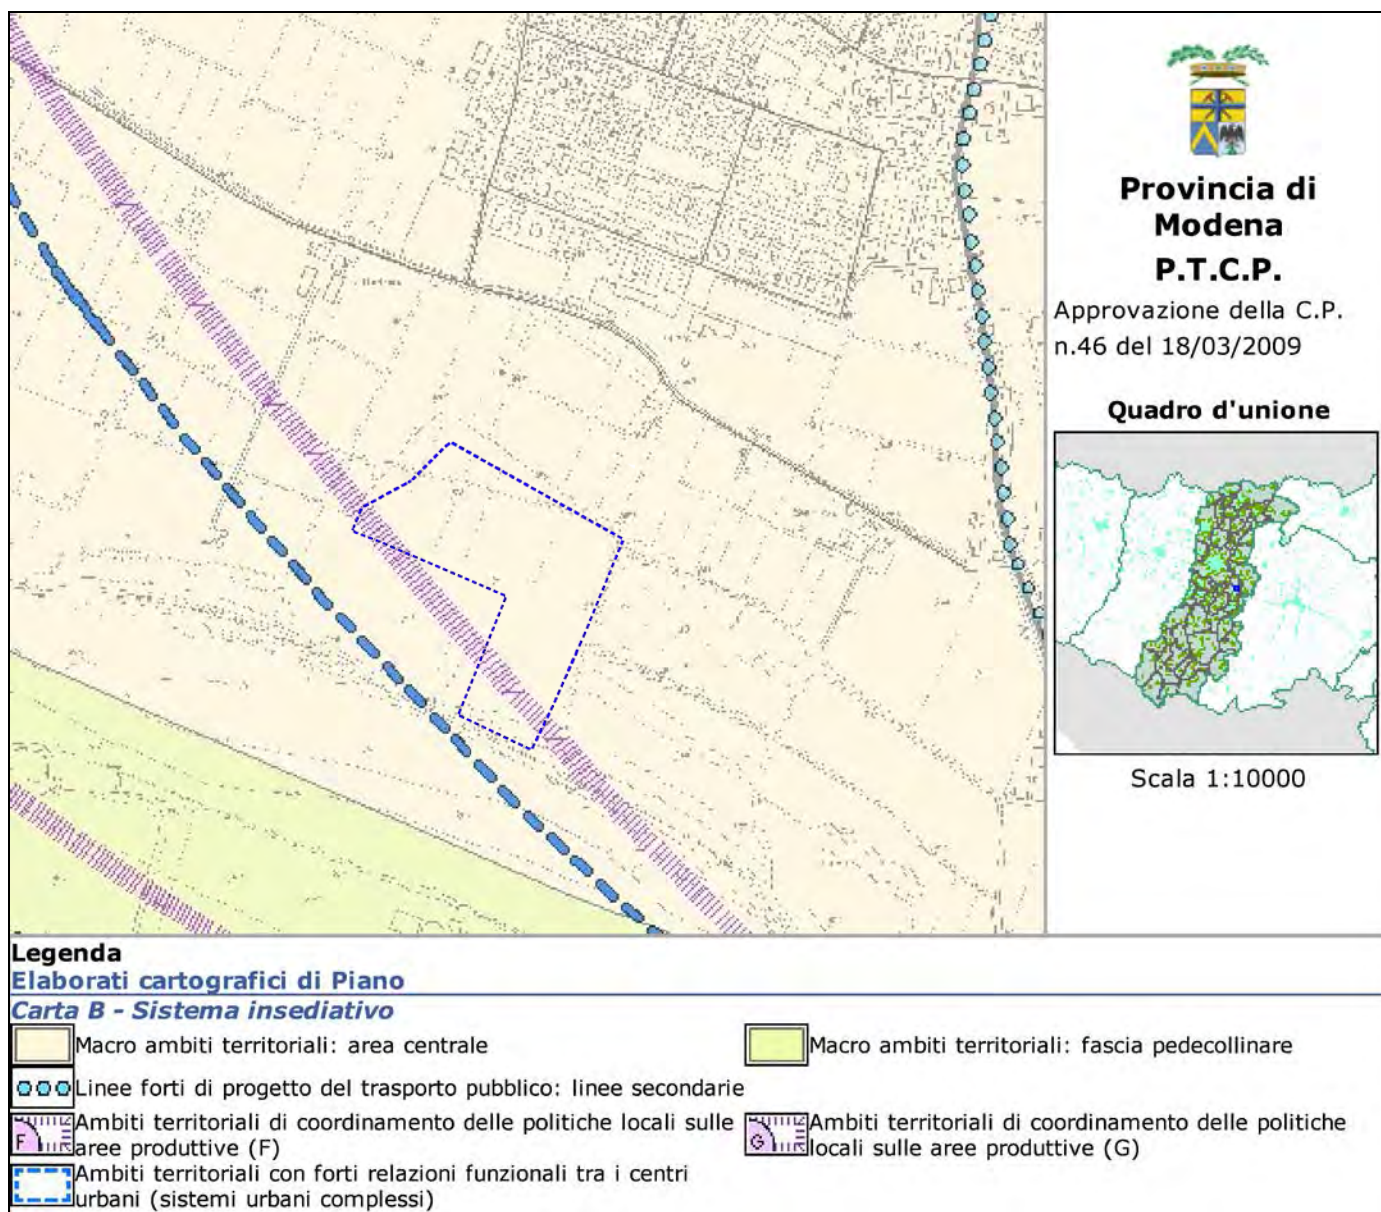 Provincia di
Modena
P.T.C.P.
Approvazione della C.P.
n.46 del 18/03/2009
Quadro d'unione
Scala 1:10000
Legenda
Elaborati cartografici di Piano
Carta B - Sistema insediativo
Macro ambiti territoriali: area centrale
Macro ambiti territoriali: fascia pedecollinare
Linee forti di progetto del trasporto pubblico: linee secondarie
F
Ambiti territoriali di coordinamento delle politiche locali sulle
aree produttive (F)
G
Ambiti territoriali di coordinamento delle politiche
locali sulle aree produttive (G)
Ambiti territoriali con forti relazioni funzionali tra i centri
urbani (sistemi urbani complessi)